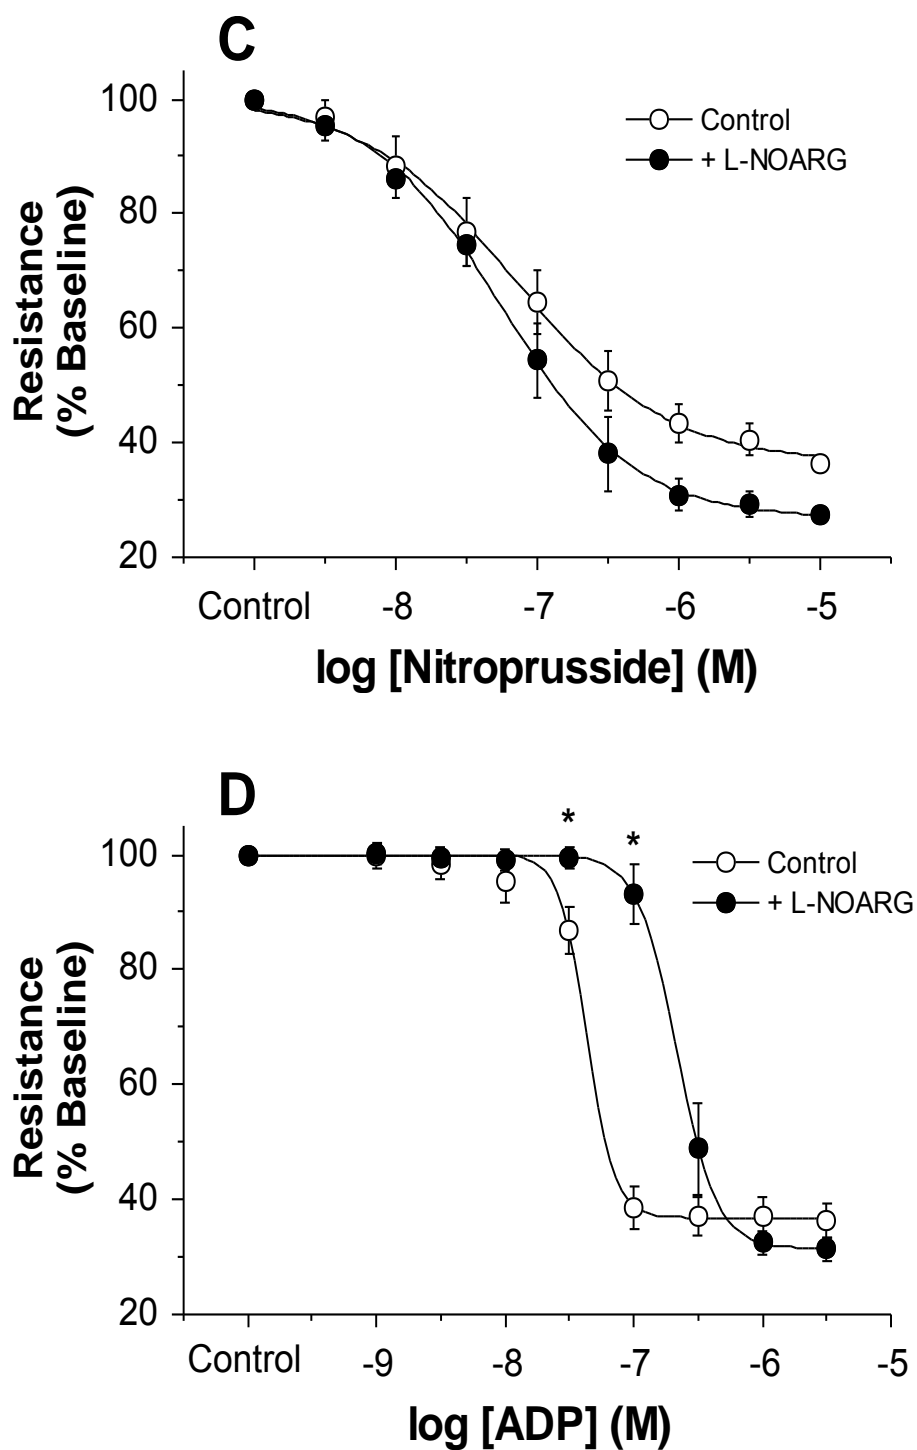 C
100
80
60
40
20
Resistance
(% Baseline)
Control
+ L-NOARG
Control -8 -7 -6 -5
log [Nitroprusside] (M)
D
* *
100
80
60
40
20
Resistance
(% Baseline)
Control
+ L-NOARG
Control -9 -8 -7 -6 -5
log [ADP] (M)